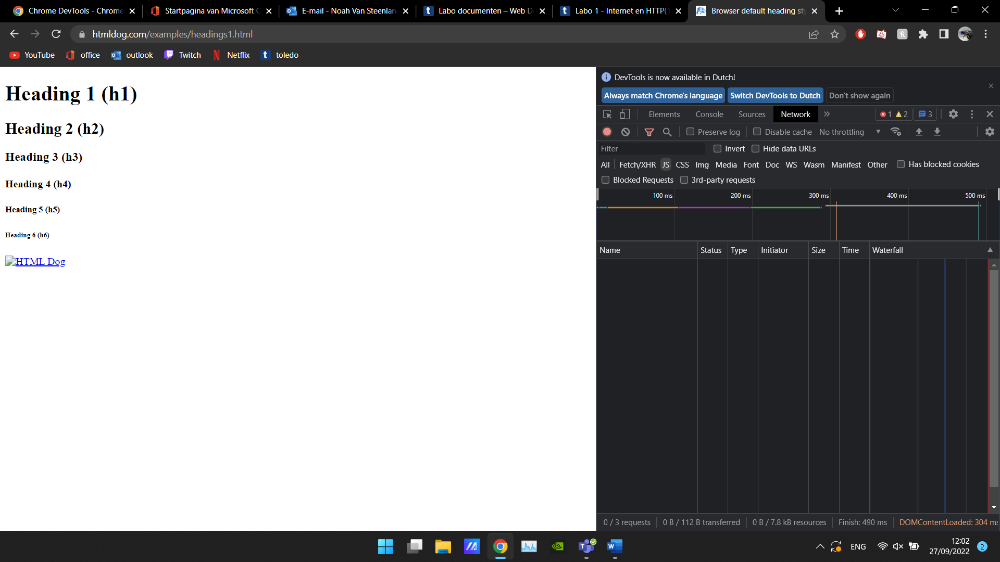 Chrome DevTools - Chrome
Startpagina van Microsoft
E-mail - Noah Van Steenlan
Labo documenten – Web D
Labo 1 - Internet en HTTP(1
Browser default heading sty
htmldog.com/examples/headings1.html
YouTube office outlook Twitch Netflix toledo
Heading 1 (h1)
Heading 2 (h2)
Heading 3 (h3)
Heading 4 (h4)
Heading 5 (h5)
Heading 6 (h6)
HTML Dog
DevTools is now available in Dutch!
Always match Chrome's language Switch DevTools to Dutch Don't show again
Elements Console Sources Network 1 2 3
Preserve log Disable cache No throttling
Filter Invert Hide data URLs
All Fetch/XHR JS CSS Img Media Font Doc WS Wasm Manifest Other Has blocked cookies
Blocked Requests 3rd-party requests
100 ms 200 ms 300 ms 400 ms 500 ms
Name Status Type Initiator Size Time Waterfall
0 / 3 requests 0 B / 112 B transferred 0 B / 7.8 kB resources Finish: 490 ms DOMContentLoaded: 304 ms
ENG
12:02
27/09/2022
2